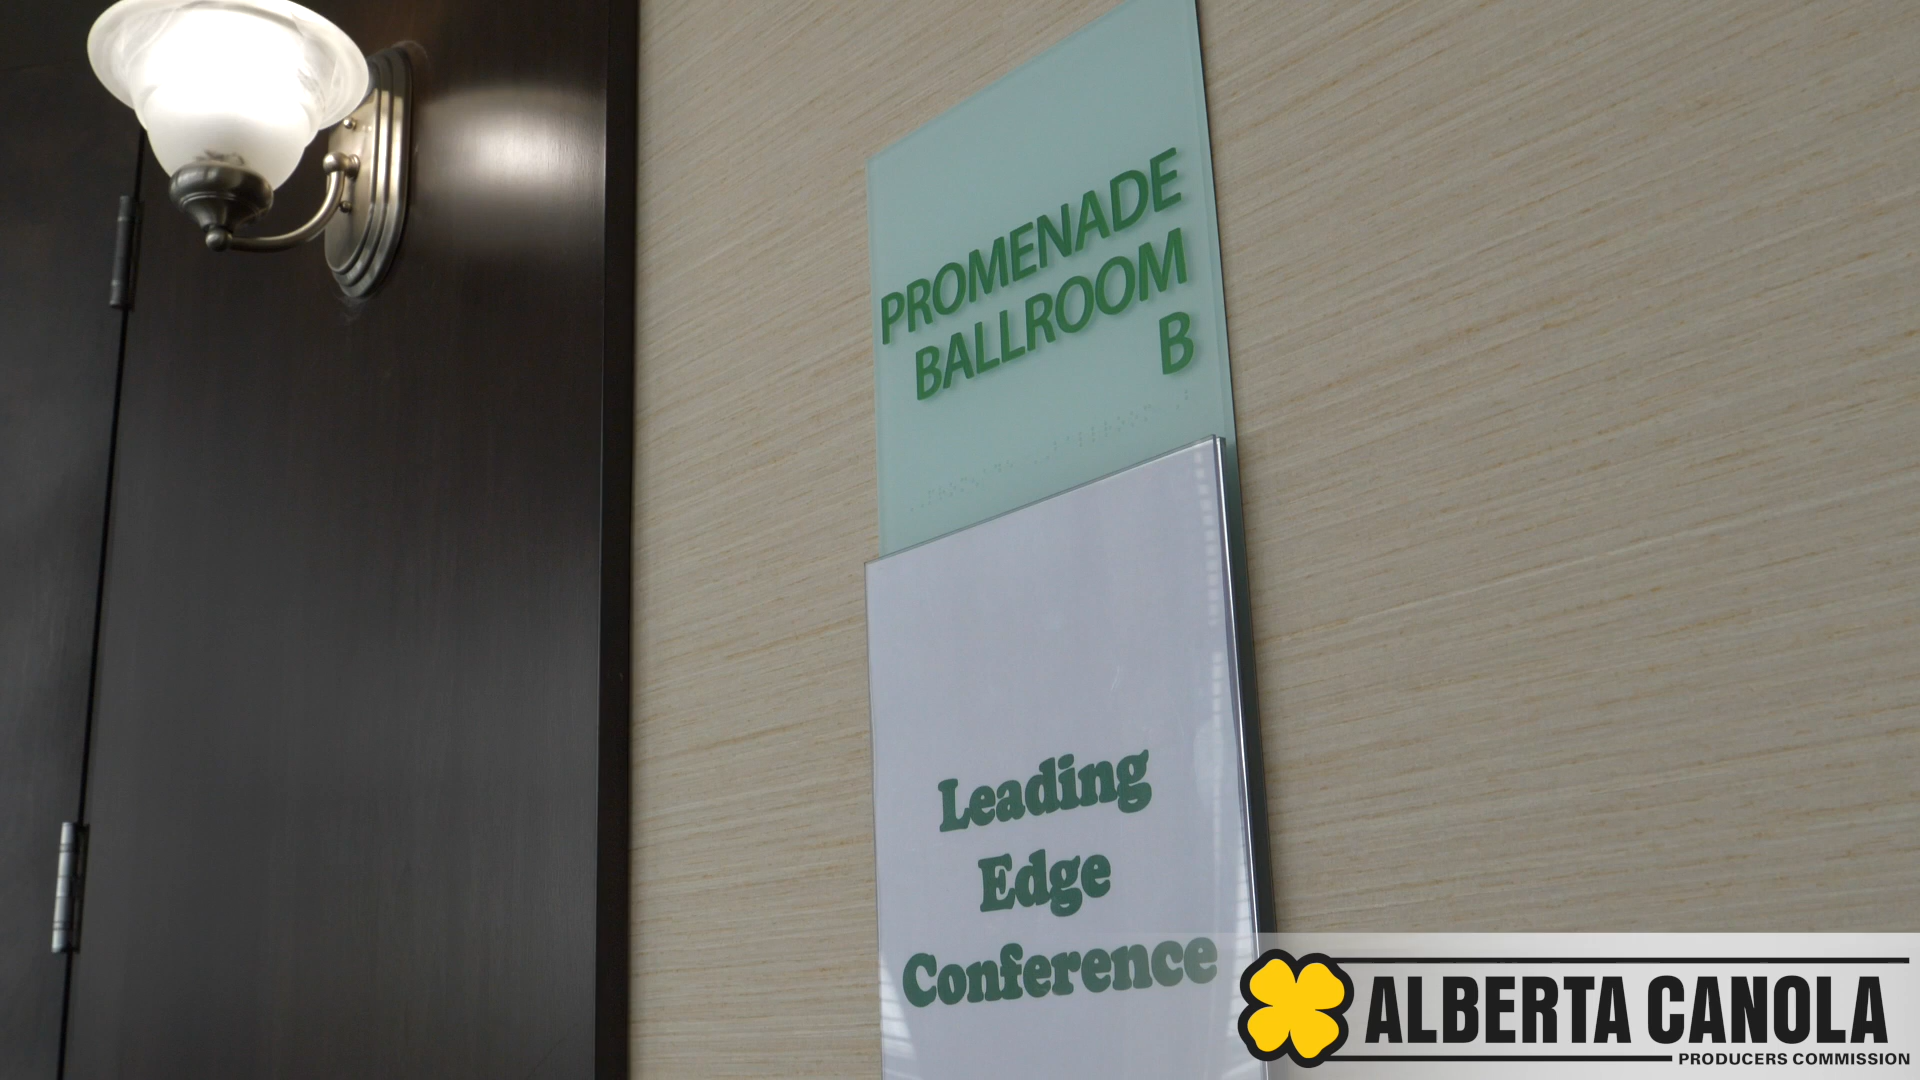 PROMENADE
BALLROOM
B
Leading
Edge
Conference
ALBERTA CANOLA
PRODUCERS COMMISSION